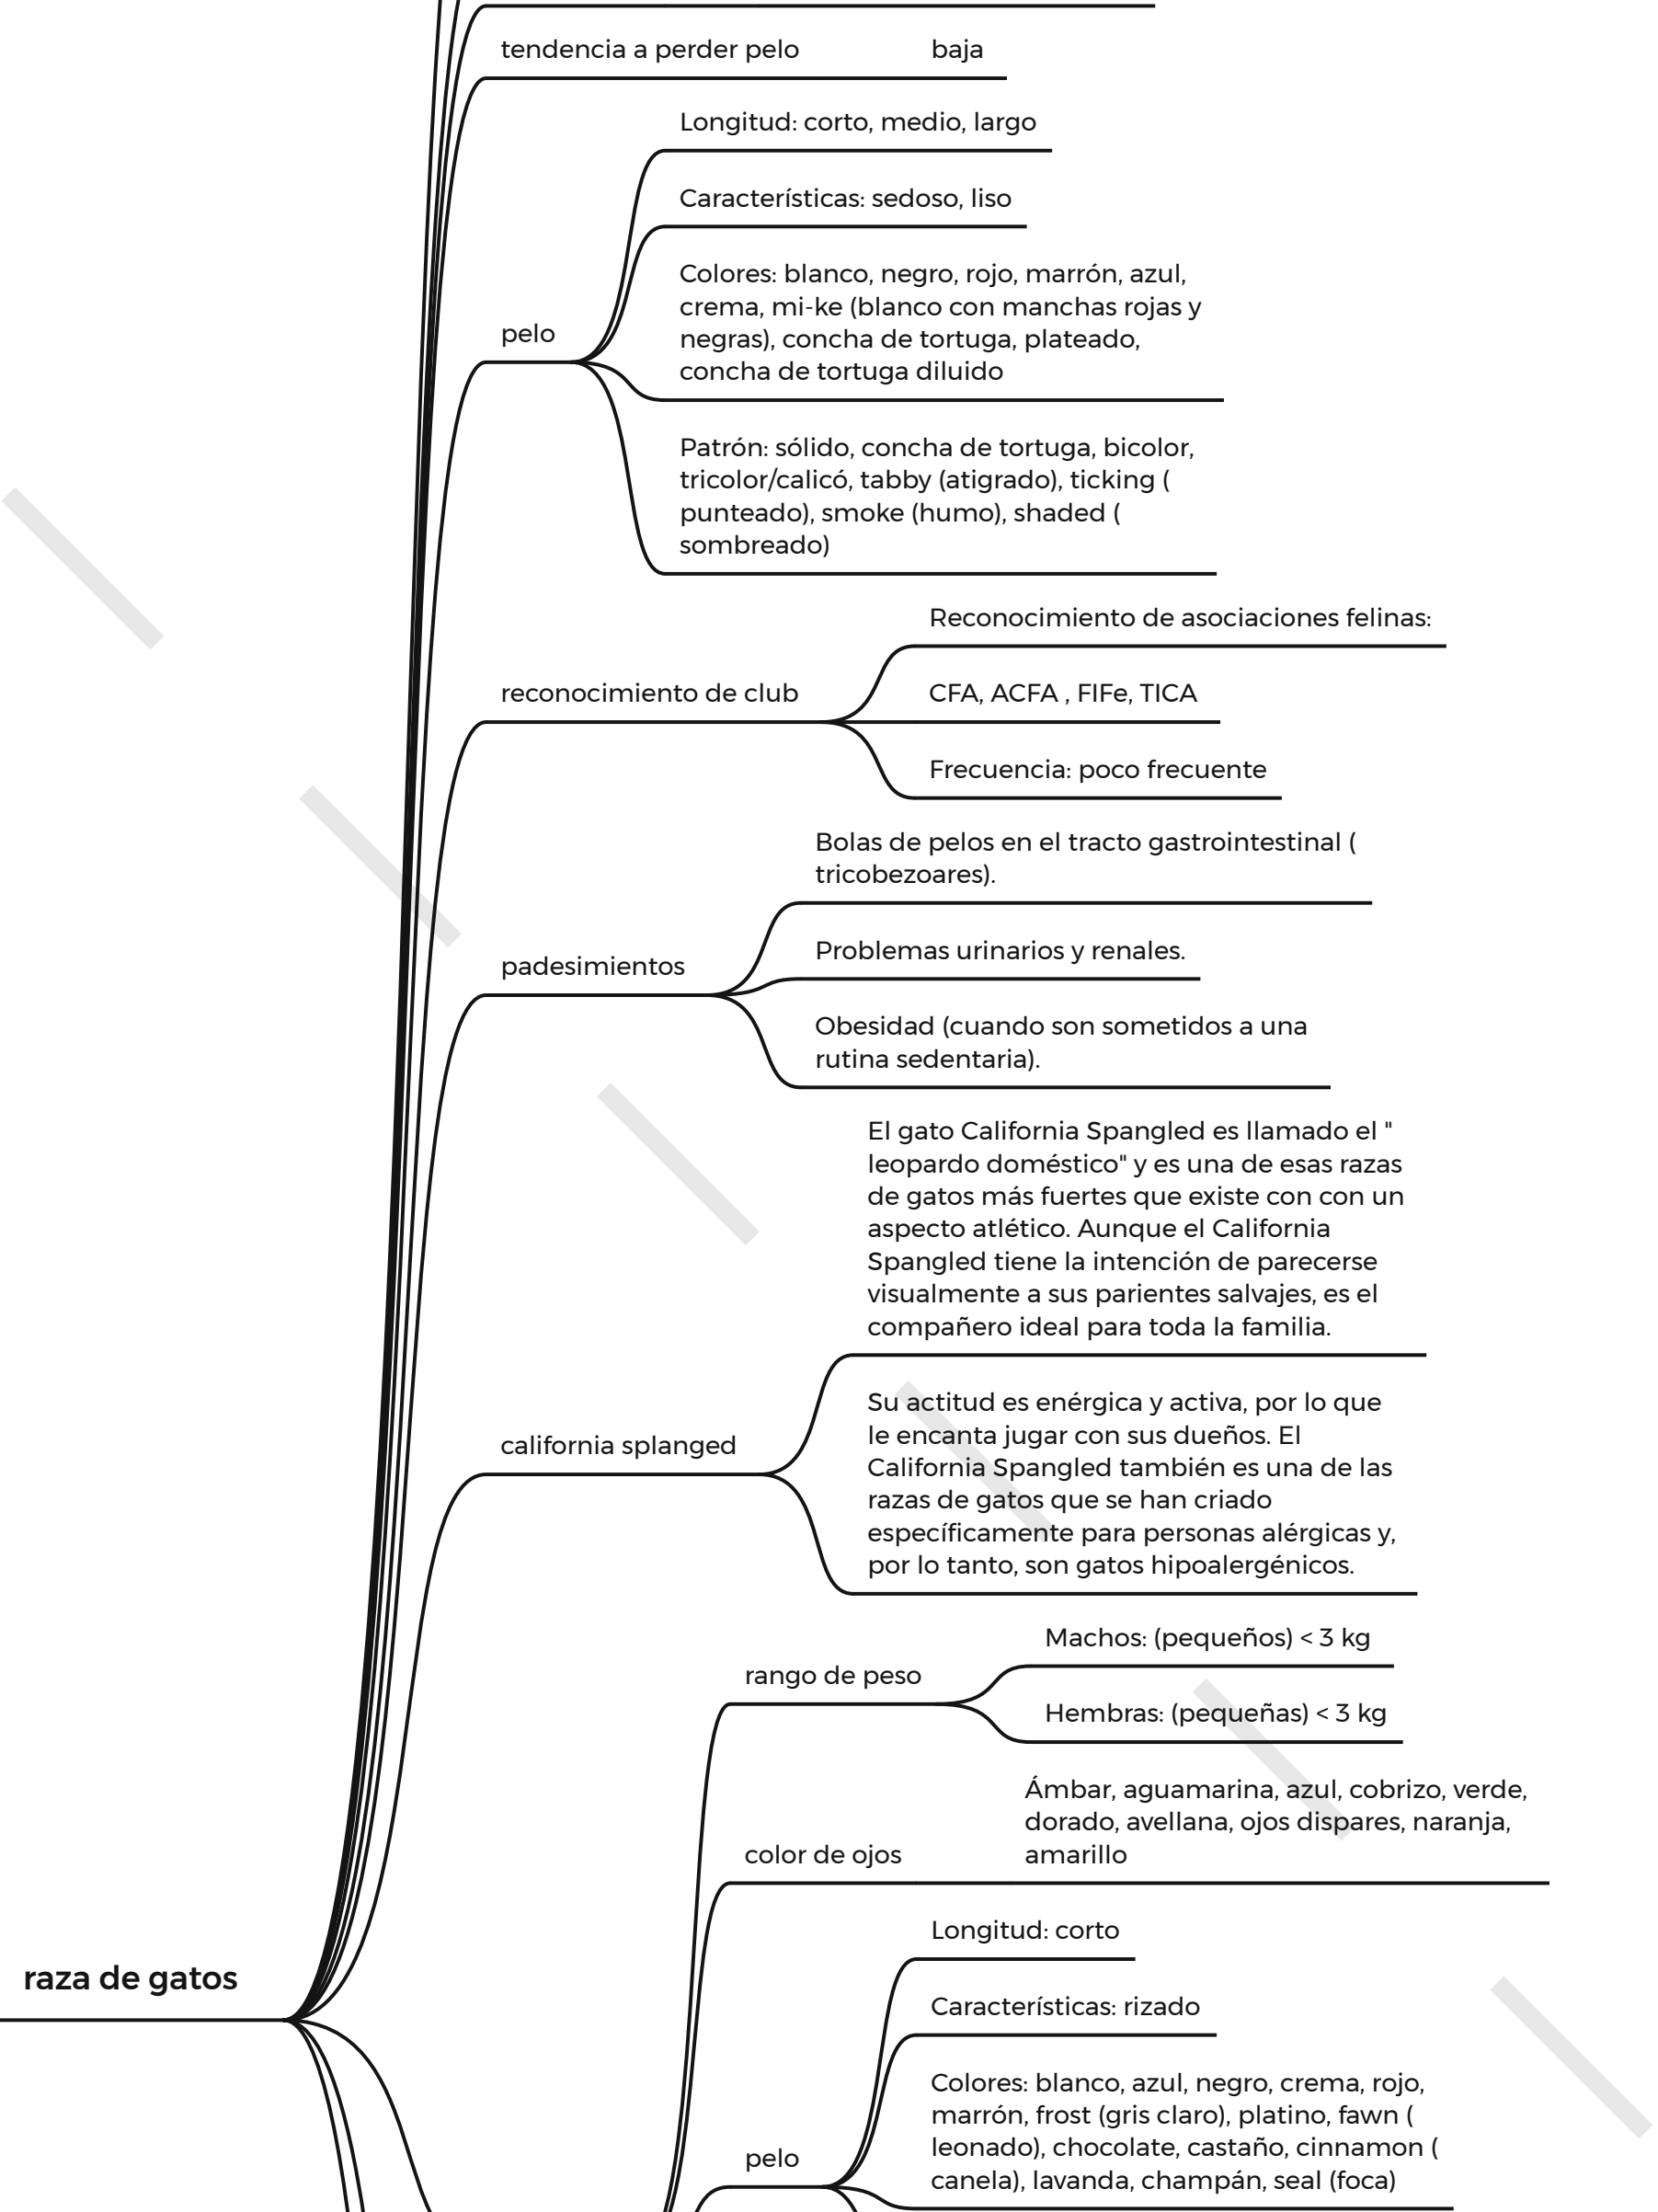 tendencia a perder pelo
baja
pelo
Longitud: corto, medio, largo
Características: sedoso, liso
Colores: blanco, negro, rojo, marrón, azul,
crema, mi-ke (blanco con manchas rojas y
negras), concha de tortuga, plateado,
concha de tortuga diluido
Patrón: sólido, concha de tortuga, bicolor,
tricolor/calicó, tabby (atigrado), ticking (
punteado), smoke (humo), shaded (
sombreado)
reconocimiento de club
Reconocimiento de asociaciones felinas:
CFA, ACFA , FIFe, TICA
Frecuencia: poco frecuente
padesimientos
Bolas de pelos en el tracto gastrointestinal (
tricobezoares).
Problemas urinarios y renales.
Obesidad (cuando son sometidos a una
rutina sedentaria).
california splanged
El gato California Spangled es llamado el "
leopardo doméstico" y es una de esas razas
de gatos más fuertes que existe con con un
aspecto atlético. Aunque el California
Spangled tiene la intención de parecerse
visualmente a sus parientes salvajes, es el
compañero ideal para toda la familia.
Su actitud es enérgica y activa, por lo que
le encanta jugar con sus dueños. El
California Spangled también es una de las
razas de gatos que se han criado
específicamente para personas alérgicas y,
por lo tanto, son gatos hipoalergénicos.
raza de gatos
rango de peso
Machos: (pequeños) < 3 kg
Hembras: (pequeñas) < 3 kg
color de ojos
Ámbar, aguamarina, azul, cobrizo, verde,
dorado, avellana, ojos dispares, naranja,
amarillo
pelo
Longitud: corto
Características: rizado
Colores: blanco, azul, negro, crema, rojo,
marrón, frost (gris claro), platino, fawn (
leonado), chocolate, castaño, cinnamon (
canela), lavanda, champán, seal (foca)